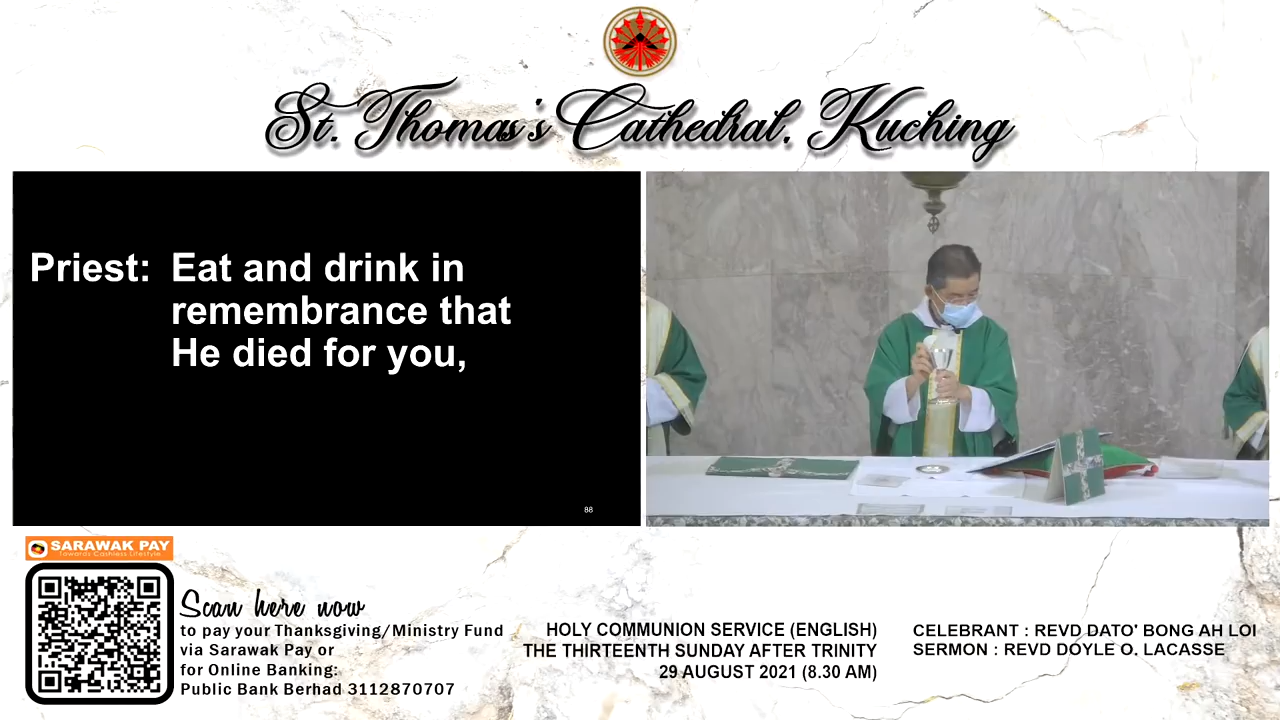 St. Thomas's Cathedral, Kuching
Priest: Eat and drink in
remembrance that
He died for you,
88
SARAWAK PAY
Towards Cashless Lifestyle
Scan here now
to pay your Thanksgiving/Ministry Fund
via Sarawak Pay or
for Online Banking:
Public Bank Berhad 3112870707
HOLY COMMUNION SERVICE (ENGLISH)
THE THIRTEENTH SUNDAY AFTER TRINITY
29 AUGUST 2021 (8.30 AM)
CELEBRANT : REVD DATO' BONG AH LOI
SERMON : REVD DOYLE O. LACASSE